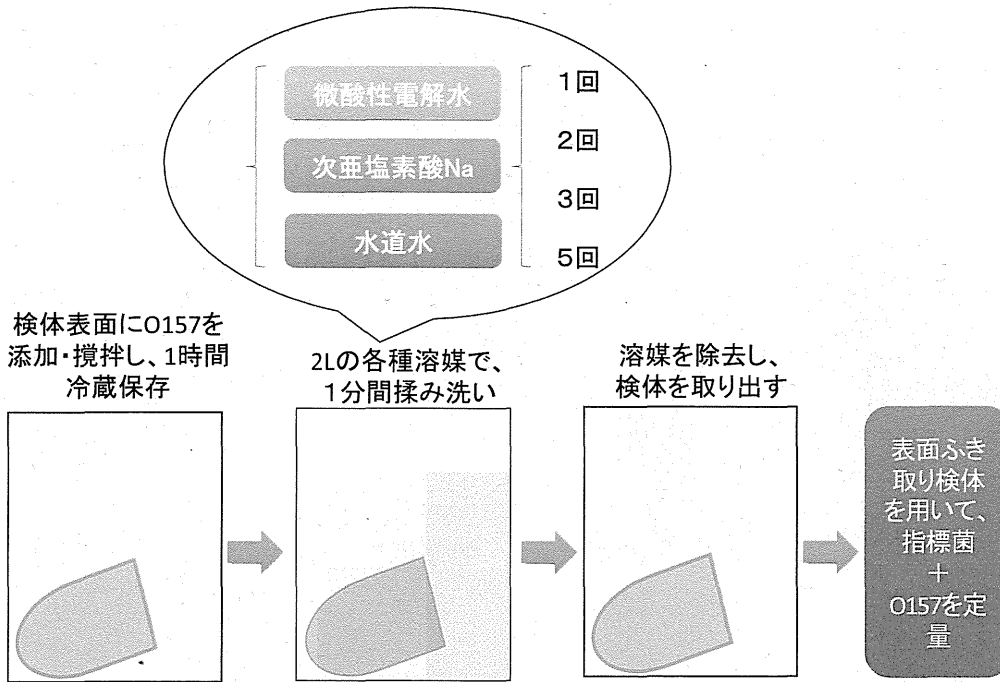 微酸性電解水
次亜塩素酸Na
水道水
1回
2回
3回
5回
検体表面にO157を
添加・撹拌し、1時間
冷蔵保存
2Lの各種溶媒で、
1分間揉み洗い
溶媒を除去し、
検体を取り出す
表面ふき
取り検体
を用いて、
指標菌
＋
O157を定
量